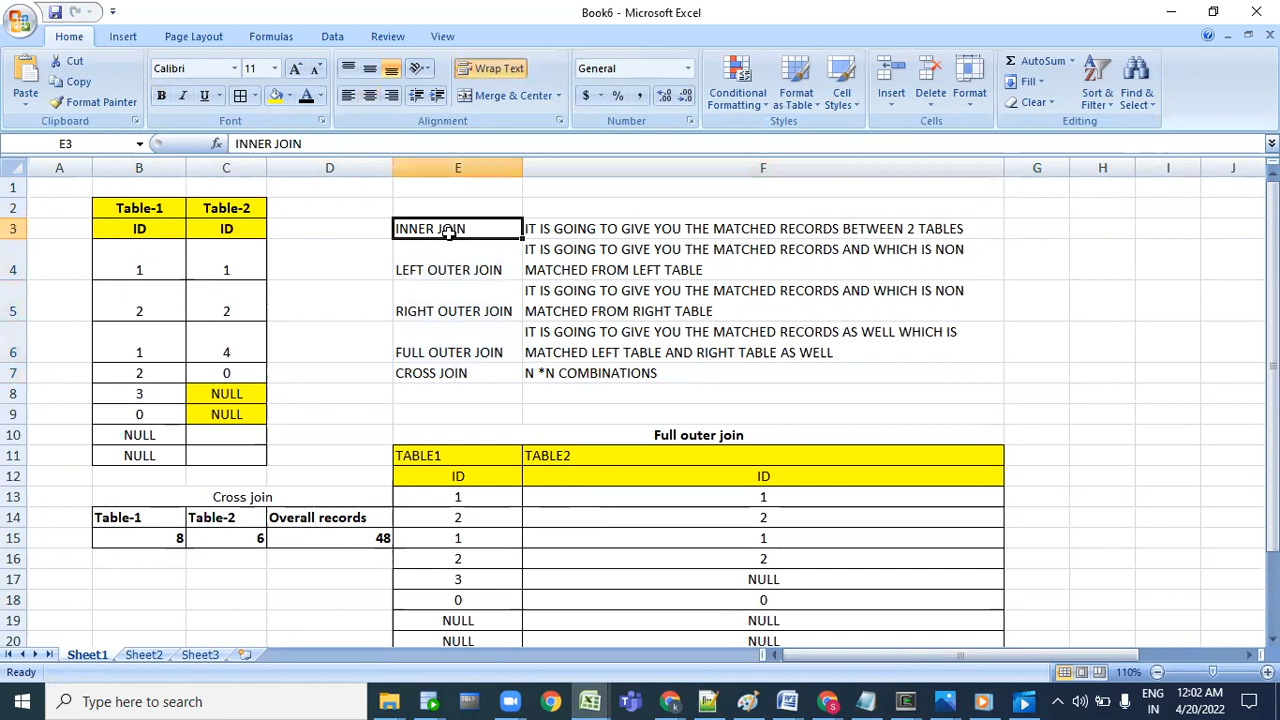 Book6 - Microsoft Excel
Home Insert Page Layout Formulas Data Review View
Paste
Cut
Copy
Format Painter
Clipboard
Calibri 11
B I U
Font
Wrap Text
Merge & Center
Alignment
General
$ % ,
Number
Conditional Formatting
Format as Table
Cell Styles
Styles
Insert Delete Format
Cells
AutoSum
Fill
Clear
Sort & Filter
Find & Select
Editing
E3 fx INNER JOIN
A B C D E F G H I J
1
2 Table-1 Table-2
3 ID ID INNER JOIN IT IS GOING TO GIVE YOU THE MATCHED RECORDS BETWEEN 2 TABLES
IT IS GOING TO GIVE YOU THE MATCHED RECORDS AND WHICH IS NON
4 1 1 LEFT OUTER JOIN MATCHED FROM LEFT TABLE
IT IS GOING TO GIVE YOU THE MATCHED RECORDS AND WHICH IS NON
5 2 2 RIGHT OUTER JOIN MATCHED FROM RIGHT TABLE
IT IS GOING TO GIVE YOU THE MATCHED RECORDS AS WELL WHICH IS
6 1 4 FULL OUTER JOIN MATCHED LEFT TABLE AND RIGHT TABLE AS WELL
7 2 0 CROSS JOIN N *N COMBINATIONS
8 3 NULL
9 0 NULL
10 NULL Full outer join
11 NULL TABLE1 TABLE2
12 ID ID
13 Cross join 1 1
14 Table-1 Table-2 Overall records 2 2
15 8 6 48 1 1
16 2 2
17 3 NULL
18 0 0
19 NULL NULL
20 NULL NULL
Sheet1 Sheet2 Sheet3
Ready 110%
Type here to search
ENG
IN
12:02 AM
4/20/2022